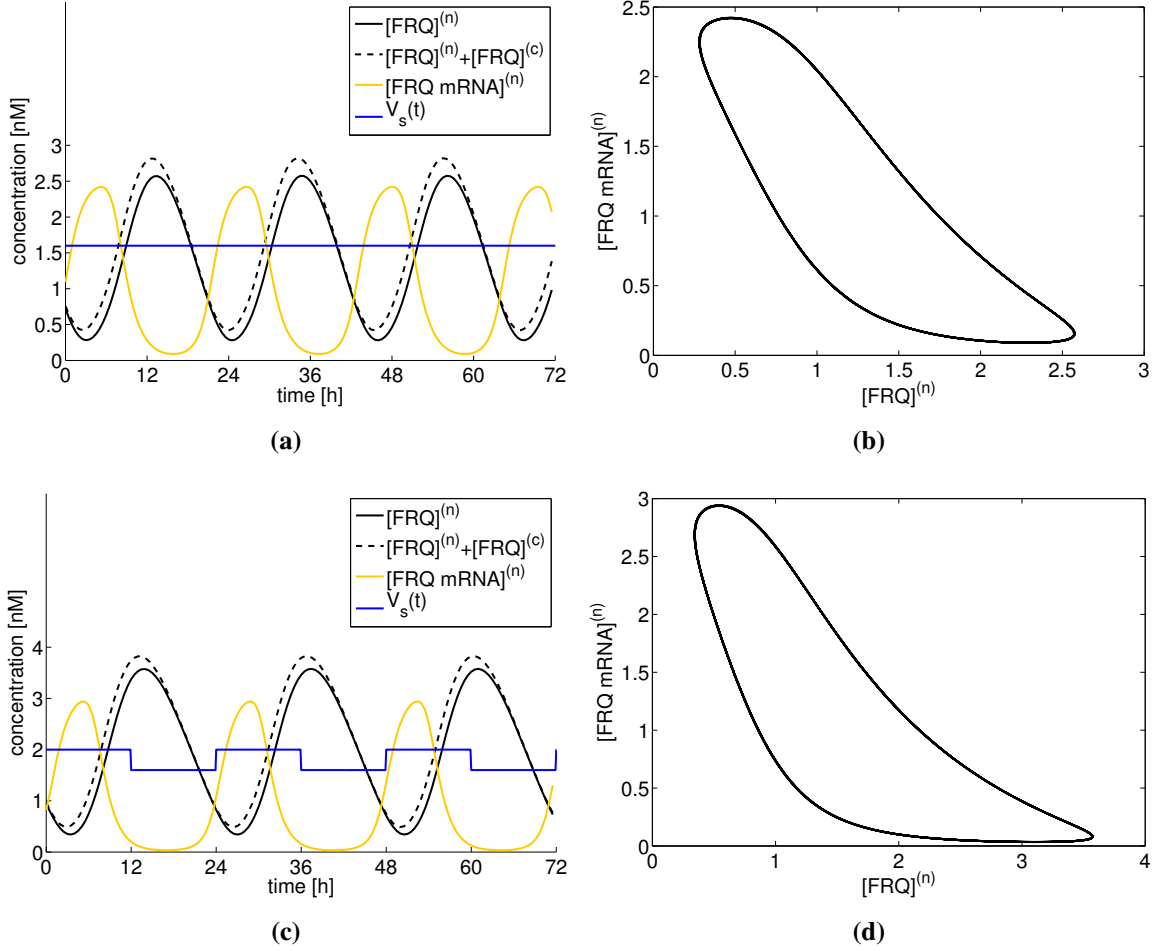 [FRQ]^(n)
[FRQ]^(n)+[FRQ]^(c)
[FRQ mRNA]^(n)
V_s(t)
concentration [nM]
3
2.5
2
1.5
1
0.5
0
0 12 24 36 48 60 72
time [h]
(a)
[FRQ mRNA]^(n)
2.5
2
1.5
1
0.5
0
0 0.5 1 1.5 2 2.5 3
[FRQ]^(n)
(b)
[FRQ]^(n)
[FRQ]^(n)+[FRQ]^(c)
[FRQ mRNA]^(n)
V_s(t)
concentration [nM]
4
3
2
1
0
0 12 24 36 48 60 72
time [h]
(c)
[FRQ mRNA]^(n)
3
2.5
2
1.5
1
0.5
0
0 1 2 3 4
[FRQ]^(n)
(d)